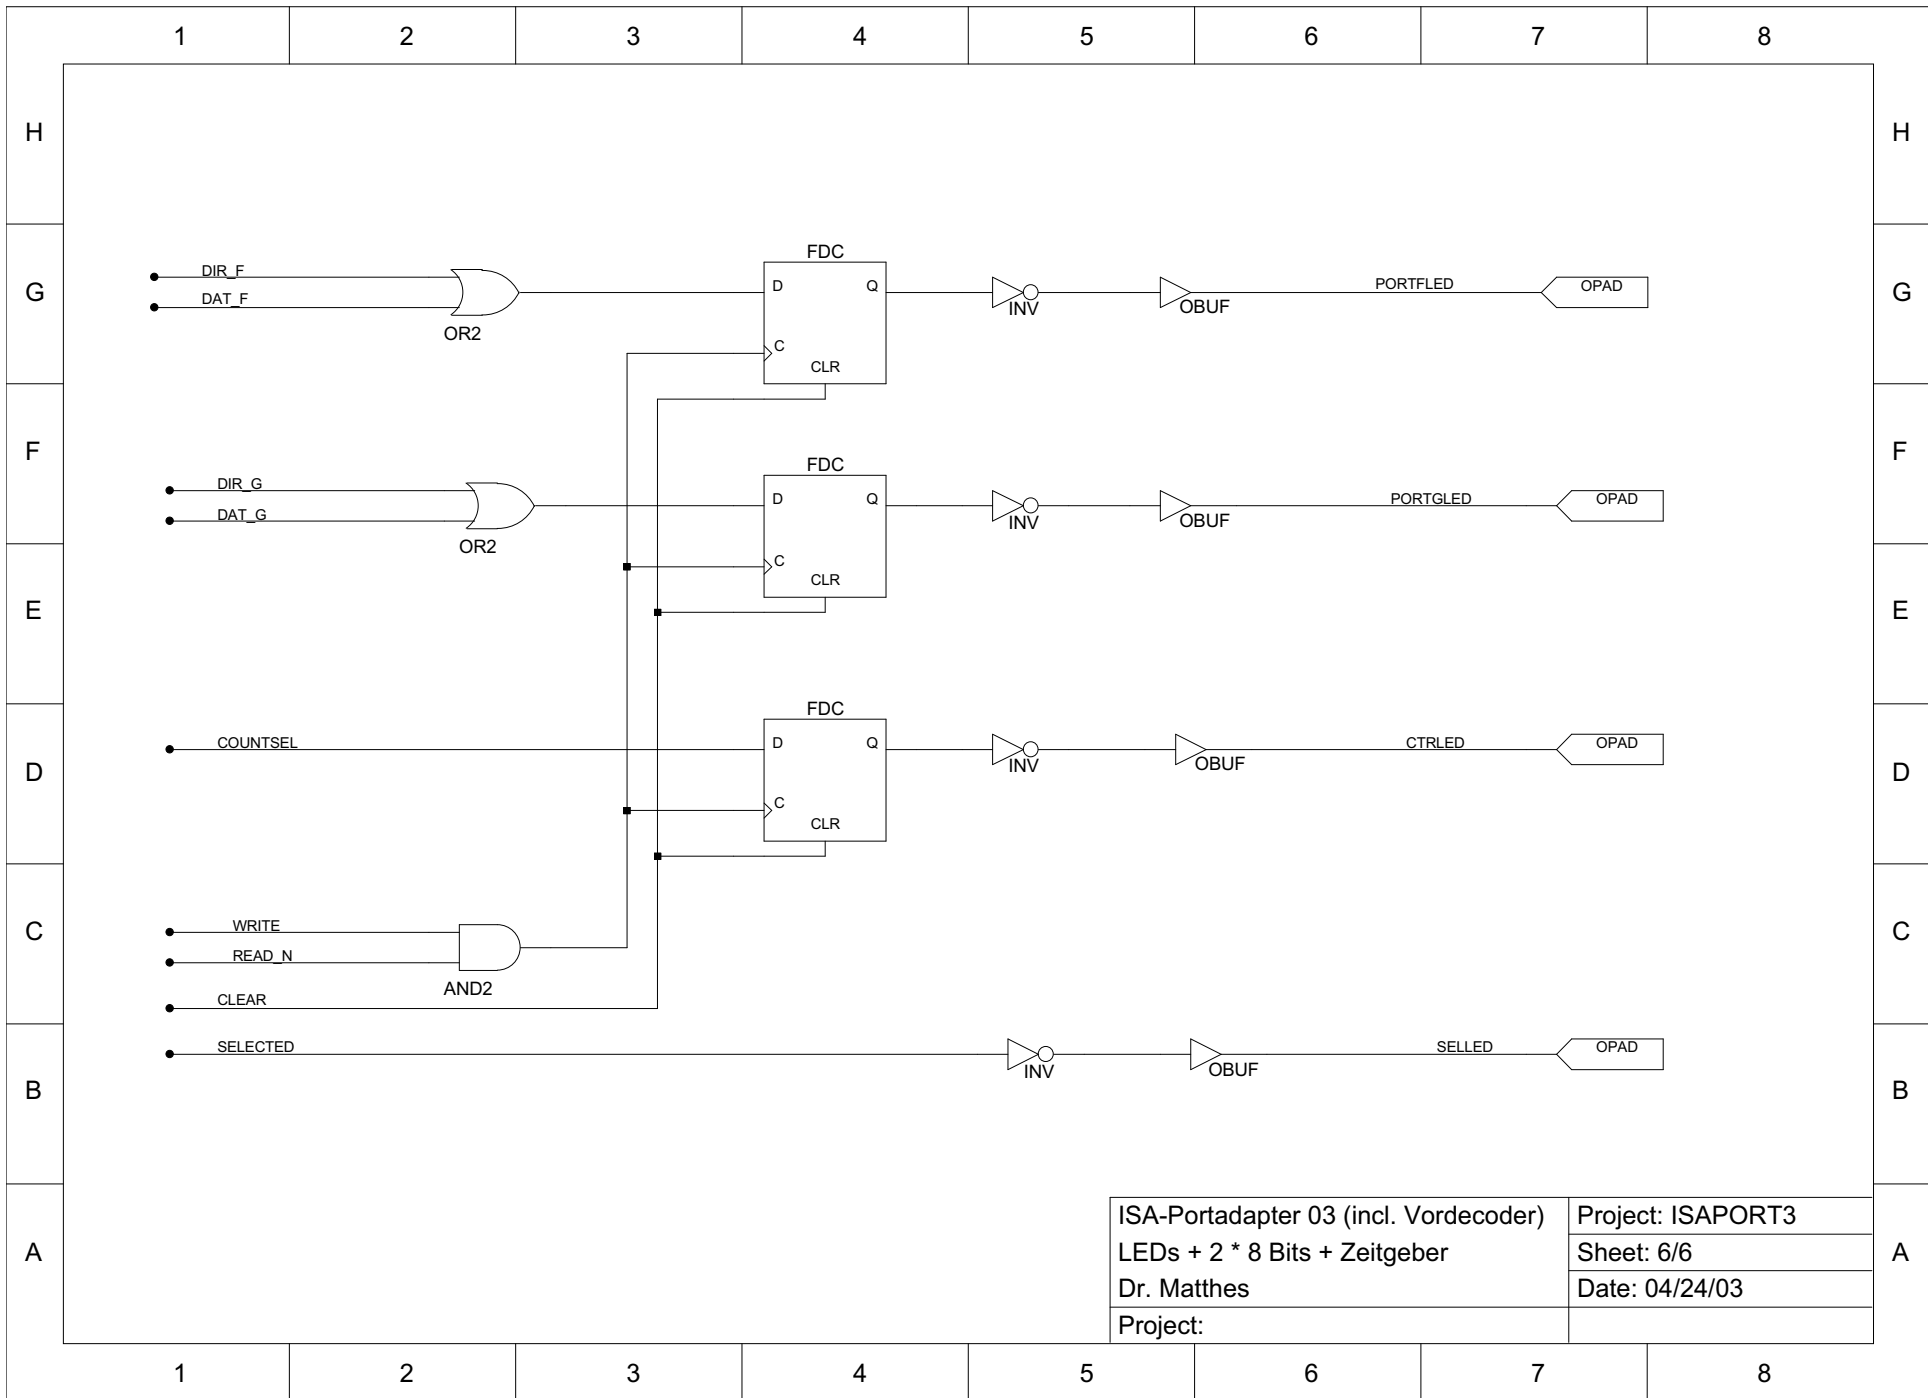 1 2 3 4 5 6 7 8
H H
FDC
DIR_F D Q PORTFLED OPAD
G G
DAT_F INV OBUF
OR2 C
CLR
F F
FDC
DIR_G D Q PORTGLED OPAD
DAT_G INV OBUF
OR2 C
CLR
E E
FDC
COUNTSEL D Q CTRLED OPAD
INV OBUF
D D
C
CLR
WRITE
C C
READ_N
AND2
CLEAR
SELECTED SELLED OPAD
INV OBUF
B B
ISA-Portadapter 03 (incl. Vordecoder) Project: ISAPORT3
LEDs + 2 * 8 Bits + Zeitgeber Sheet: 6/6
A A
Dr. Matthes Date: 04/24/03
Project:
1 2 3 4 5 6 7 8